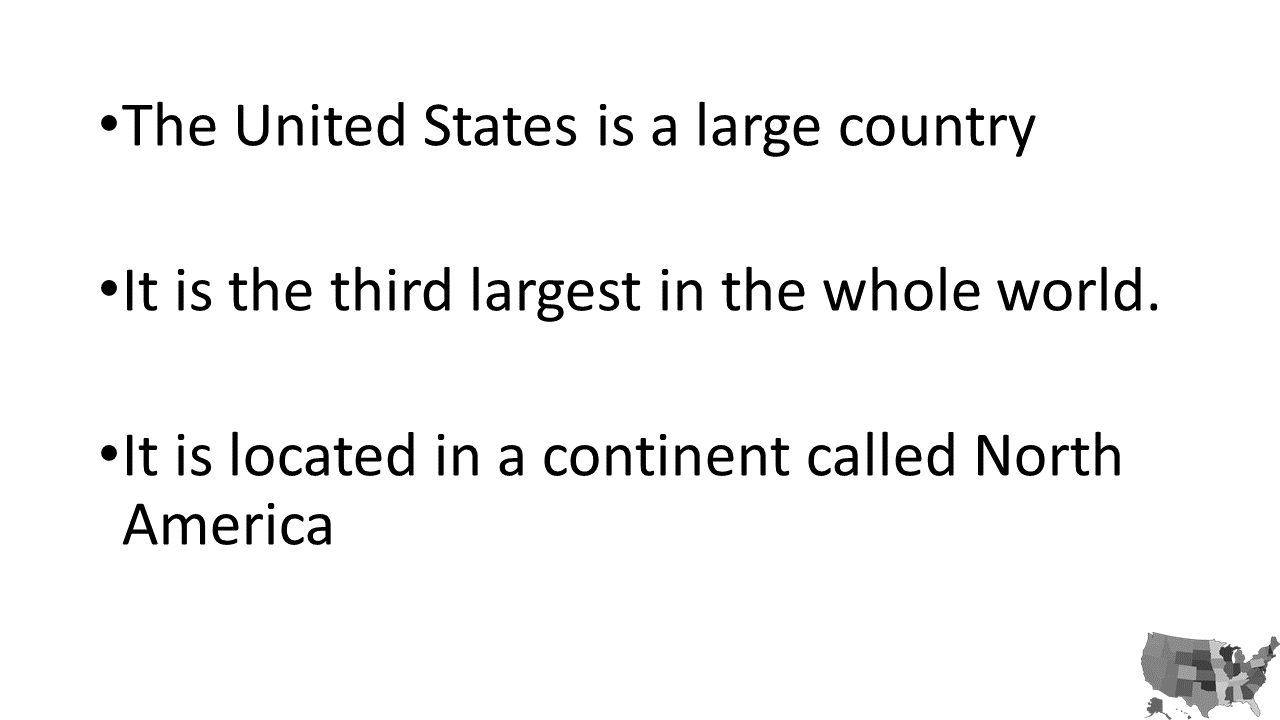 •The United States is a large country
•It is the third largest in the whole world.
•It is located in a continent called North
America